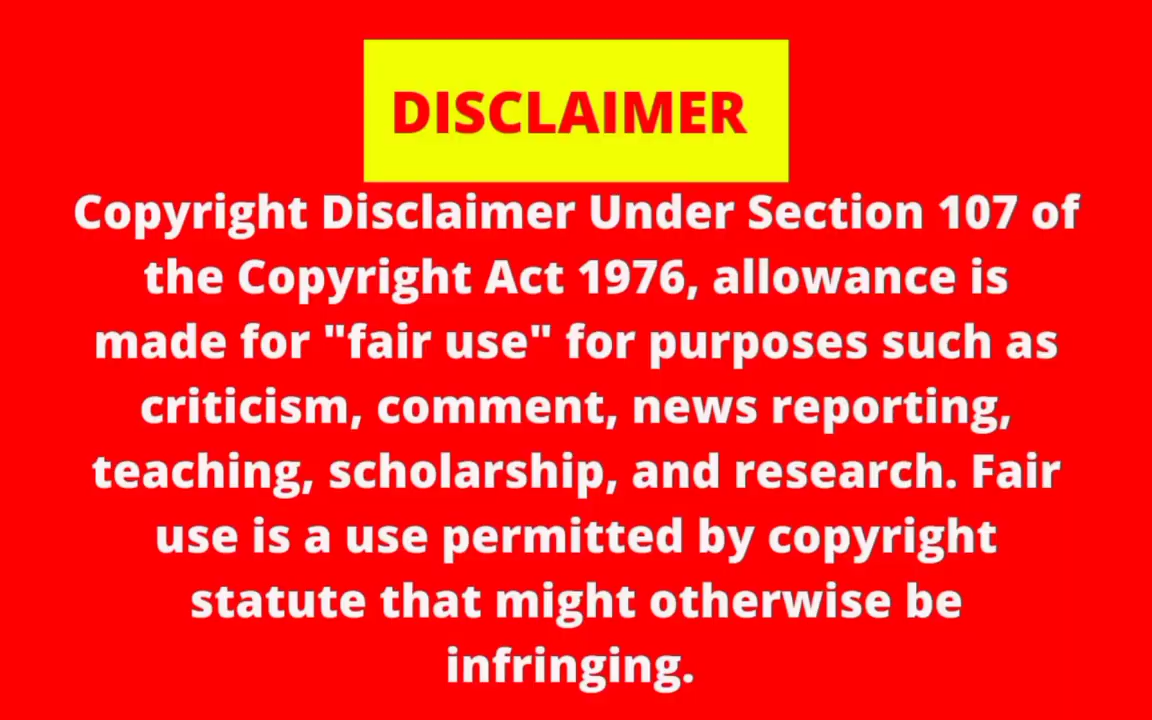 DISCLAIMER
Copyright Disclaimer Under Section 107 of
the Copyright Act 1976, allowance is
made for "fair use" for purposes such as
criticism, comment, news reporting,
teaching, scholarship, and research. Fair
use is a use permitted by copyright
statute that might otherwise be
infringing.